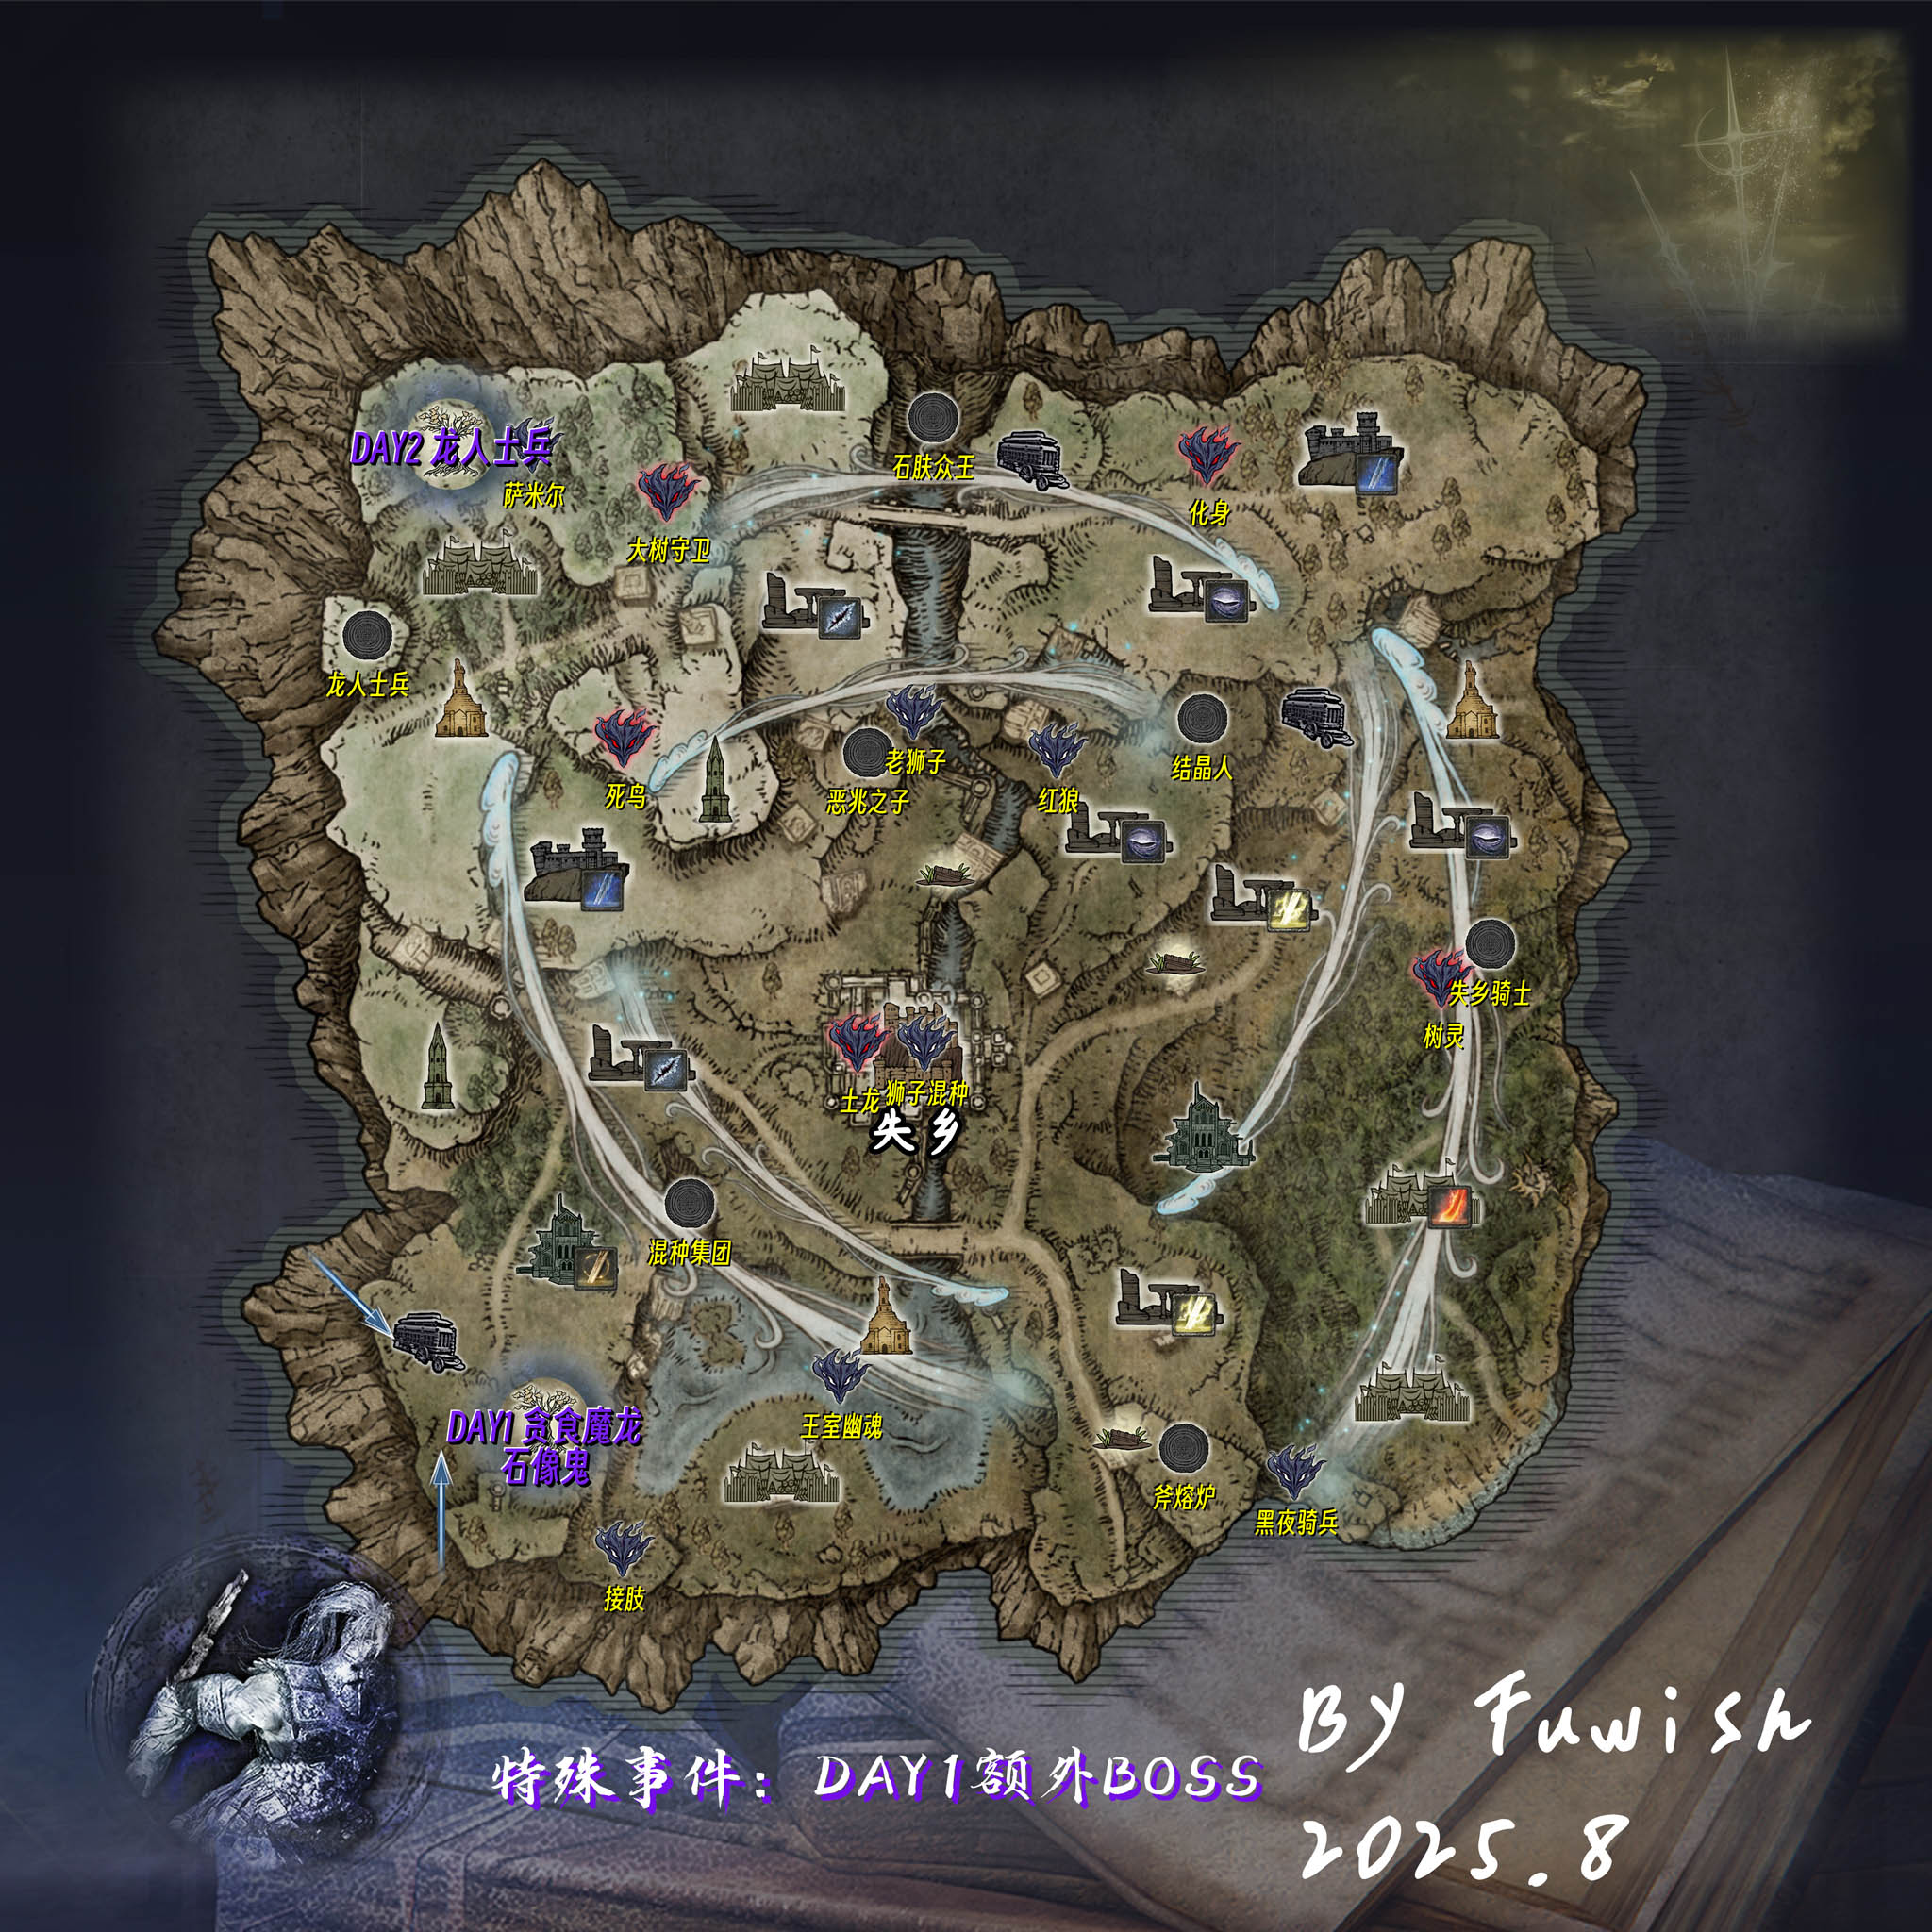 DAY2 龙人士兵
萨米尔
大树守卫
石肤众王
化身
龙人士兵
死鸟
老狮子
恶兆之子
红狼
结晶人
失乡骑士
树灵
土龙
狮子混种
失乡
混种集团
DAY1 贪食魔龙
石像鬼
王室幽魂
斧熔炉
黑夜骑兵
接肢
特殊事件：DAY1额外BOSS
By Fuwish
2025.8